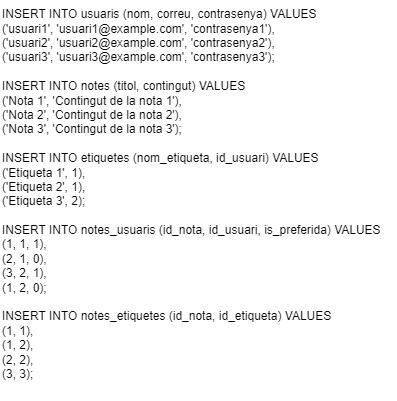 INSERT INTO usuaris (nom, correu, contrasenya) VALUES
('usuari1', 'usuari1@example.com', 'contrasenya1'),
('usuari2', 'usuari2@example.com', 'contrasenya2'),
('usuari3', 'usuari3@example.com', 'contrasenya3');
INSERT INTO notes (titol, contingut) VALUES
('Nota 1', 'Contingut de la nota 1'),
('Nota 2', 'Contingut de la nota 2'),
('Nota 3', 'Contingut de la nota 3');
INSERT INTO etiquetes (nom_etiqueta, id_usuari) VALUES
('Etiqueta 1', 1),
('Etiqueta 2', 1),
('Etiqueta 3', 2);
INSERT INTO notes_usuaris (id_nota, id_usuari, is_preferida) VALUES
(1, 1, 1),
(2, 1, 0),
(3, 2, 1),
(1, 2, 0);
INSERT INTO notes_etiquetes (id_nota, id_etiqueta) VALUES
(1, 1),
(1, 2),
(2, 2),
(3, 3);